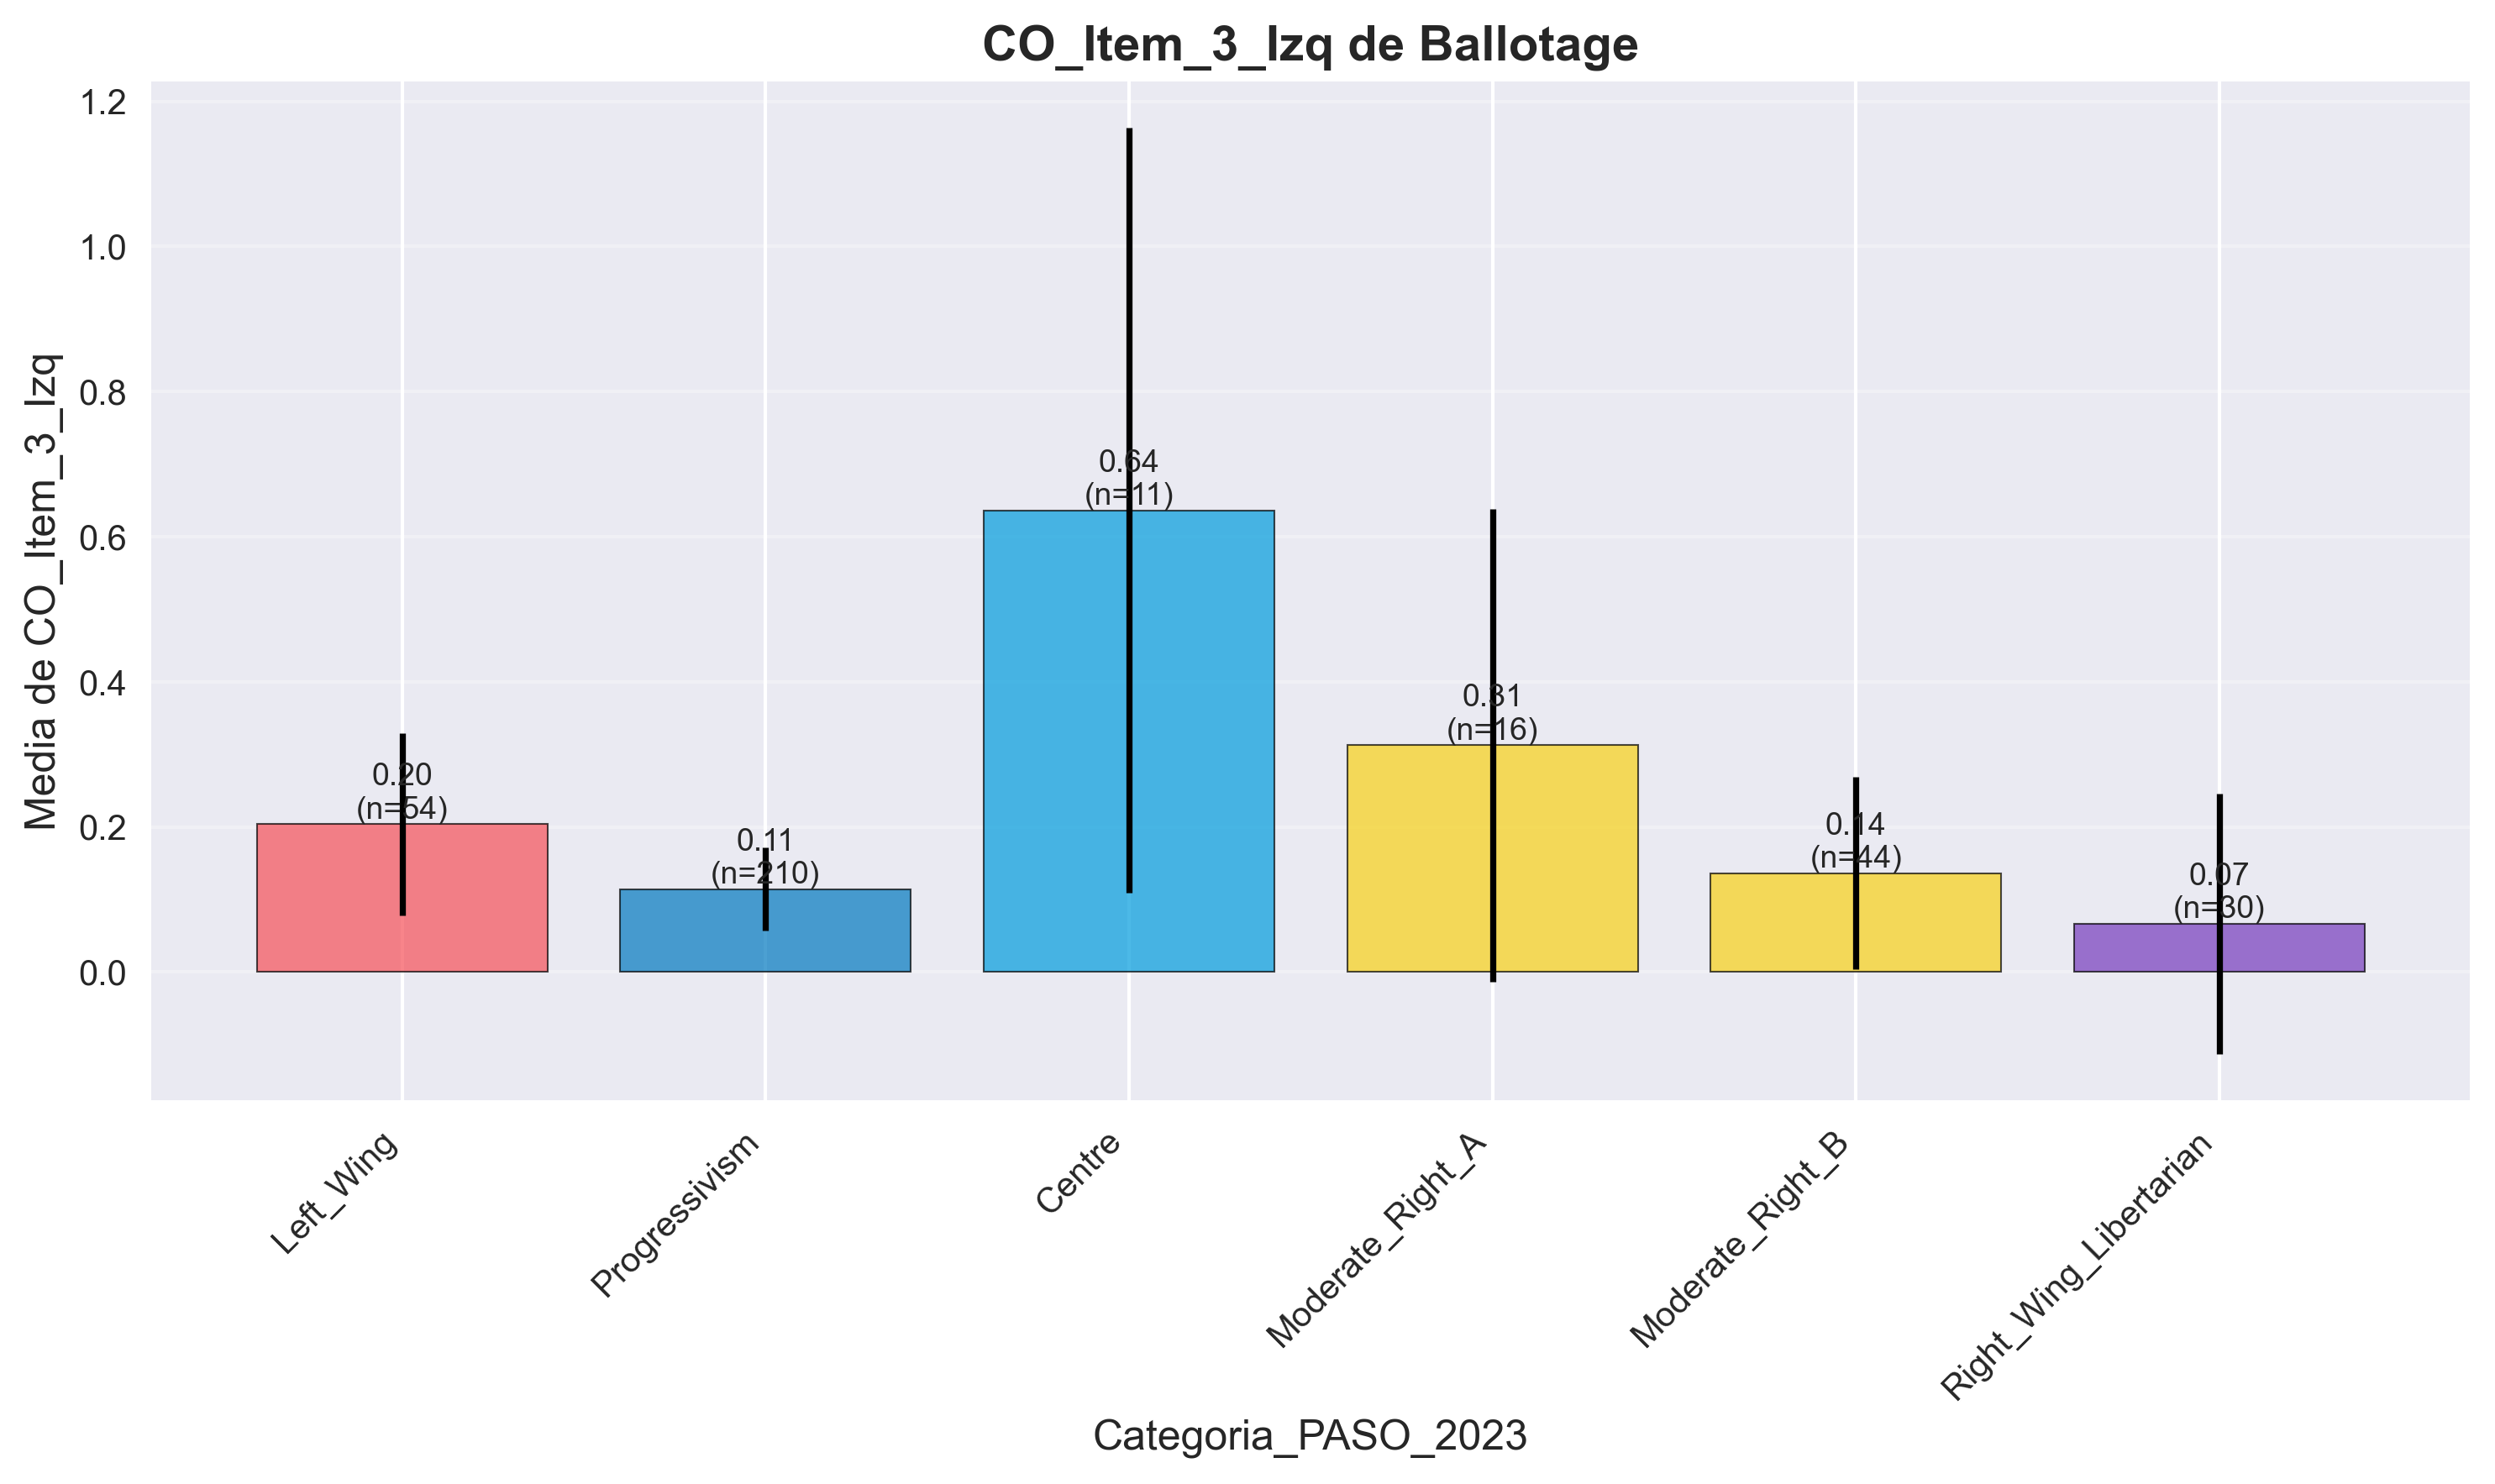 CO_Item_3_Izq de Ballotage
Media de CO_Item_3_Izq
1.2
1.0
0.8
0.6
0.4
0.2
0.0
0.20
(n=54)
0.11
(n=210)
0.64
(n=11)
0.31
(n=16)
0.14
(n=44)
0.07
(n=30)
Left_Wing
Progressivism
Centre
Moderate_Right_A
Moderate_Right_B
Right_Wing_Libertarian
Categoria_PASO_2023